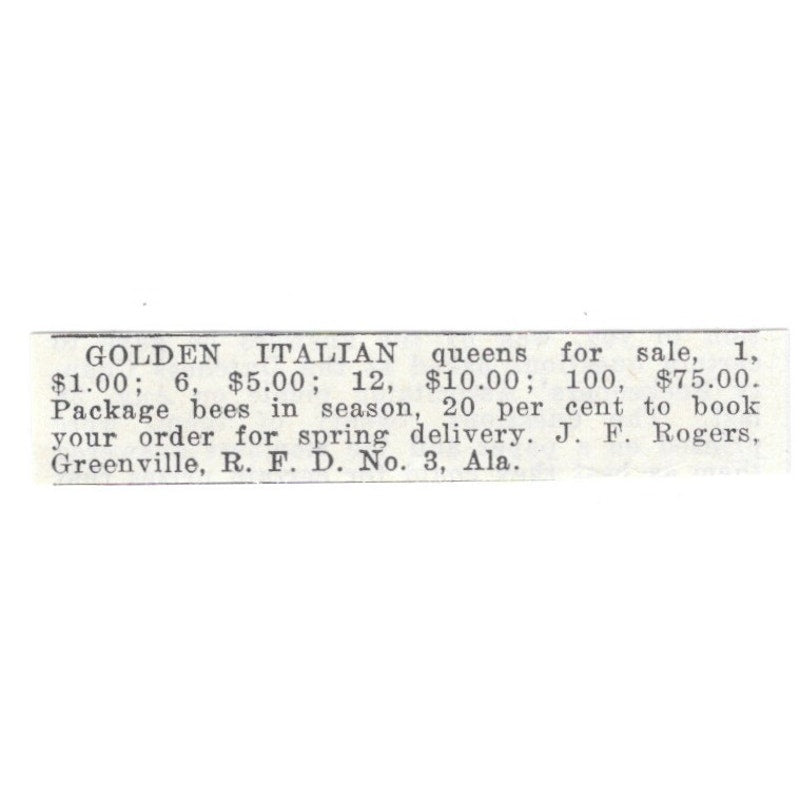 GOLDEN ITALIAN queens for sale, 1,
$1.00; 6, $5.00; 12, $10.00; 100, $75.00.
Package bees in season, 20 per cent to book
your order for spring delivery. J. F. Rogers,
Greenville, R. F. D. No. 3, Ala.